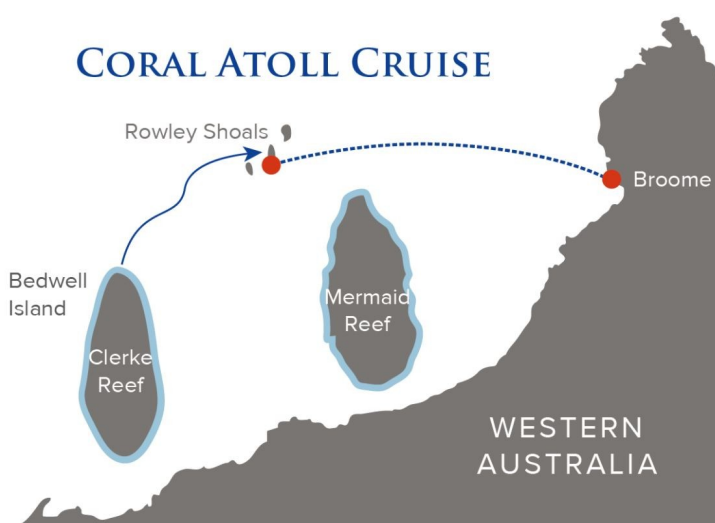 CORAL ATOLL CRUISE
Rowley Shoals
Broome
Bedwell
Island
Mermaid
Reef
Clerke
Reef
WESTERN
AUSTRALIA